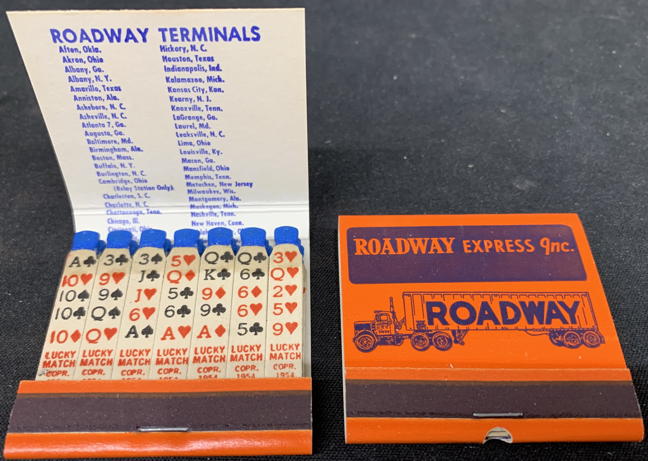 ROADWAY TERMINALS
Afton, Okla.
Akron, Ohio
Albany, Ga.
Albany, N. Y.
Amarillo, Texas
Anniston, Ala.
Asheboro, N. C.
Asheville, N. C.
Atlanta 7, Ga.
Augusta, Ga.
Baltimore, Md.
Birmingham, Ala.
Boston, Mass.
Buffalo, N. Y.
Burlington, N. C.
Cambridge, Ohio
(Relay Station Only)
Charleston, S. C.
Charlotte, N. C.
Chattanooga, Tenn.
Chicago, Ill.
Cincinnati, Ohio
Hickory, N. C.
Houston, Texas
Indianapolis, Ind.
Kalamazoo, Mich.
Kansas City, Kan.
Kearny, N. J.
Knoxville, Tenn.
LaGrange, Ga.
Laurel, Md.
Leaksville, N. C.
Lima, Ohio
Louisville, Ky.
Macon, Ga.
Mansfield, Ohio
Memphis, Tenn.
Metuchen, New Jersey
Milwaukee, Wis.
Montgomery, Ala.
Muskegon, Mich.
Nashville, Tenn.
New Haven, Conn.
A♣ 3♣ 3♠ 5♥ Q♣ Q♣ 3♥
10♥ 9♥ J♣ Q♦ K♣ 6♣ Q♥
10♣ 9♠ J♥ 5♣ 9♦ 6♦ 2♥
10♠ Q♠ 6♥ 6♠ 9♣ 6♥ 5♥
10♦ Q♥ A♠ A♥ A♦ 5♣ 9♥
LUCKY LUCKY LUCKY LUCKY LUCKY LUCKY LUCKY
MATCH MATCH MATCH MATCH MATCH MATCH MATCH
COPR. COPR. COPR. COPR. COPR. COPR. COPR.
1954 1954 1954 1954 1954 1954
ROADWAY EXPRESS Inc.
ROADWAY